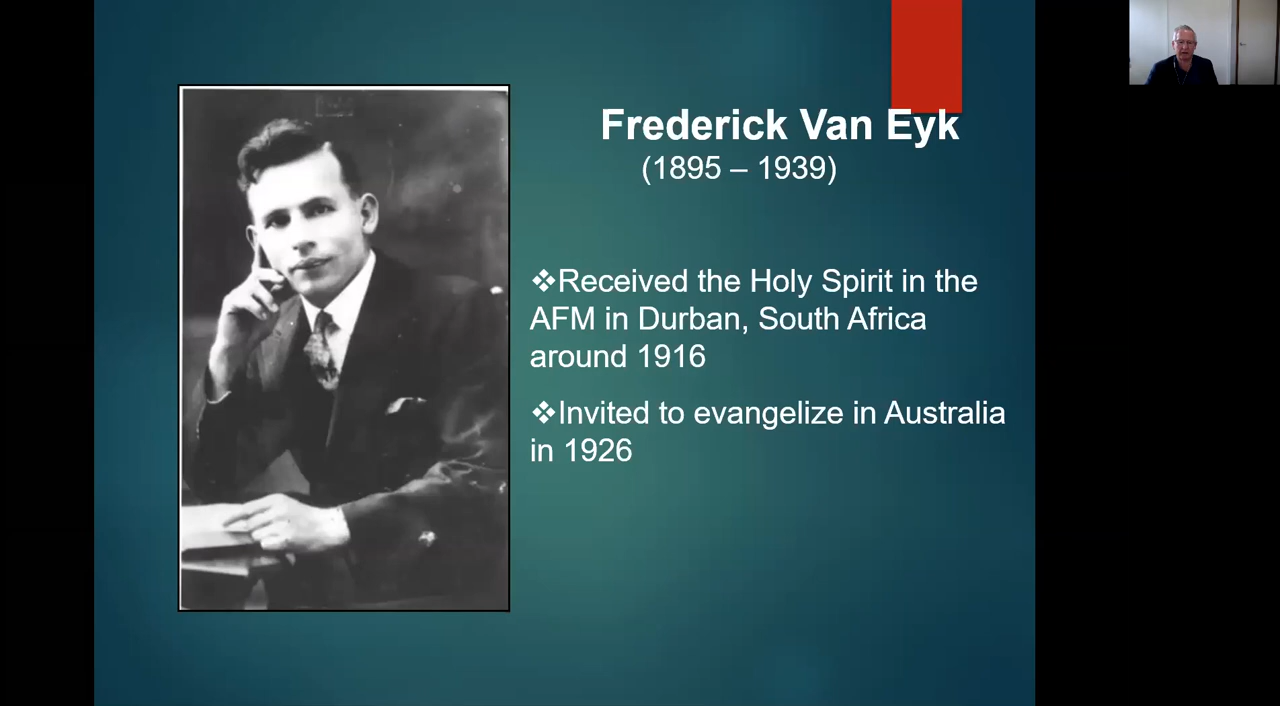 Frederick Van Eyk
(1895 – 1939)
❖Received the Holy Spirit in the
AFM in Durban, South Africa
around 1916
❖Invited to evangelize in Australia
in 1926